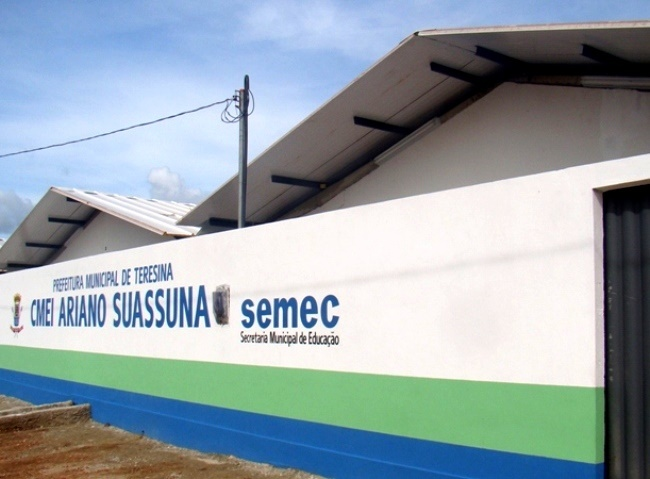 PREFEITURA MUNICIPAL DE TERESINA
CMEI ARIANO SUASSUNA
semec
Secretaria Municipal de Educação